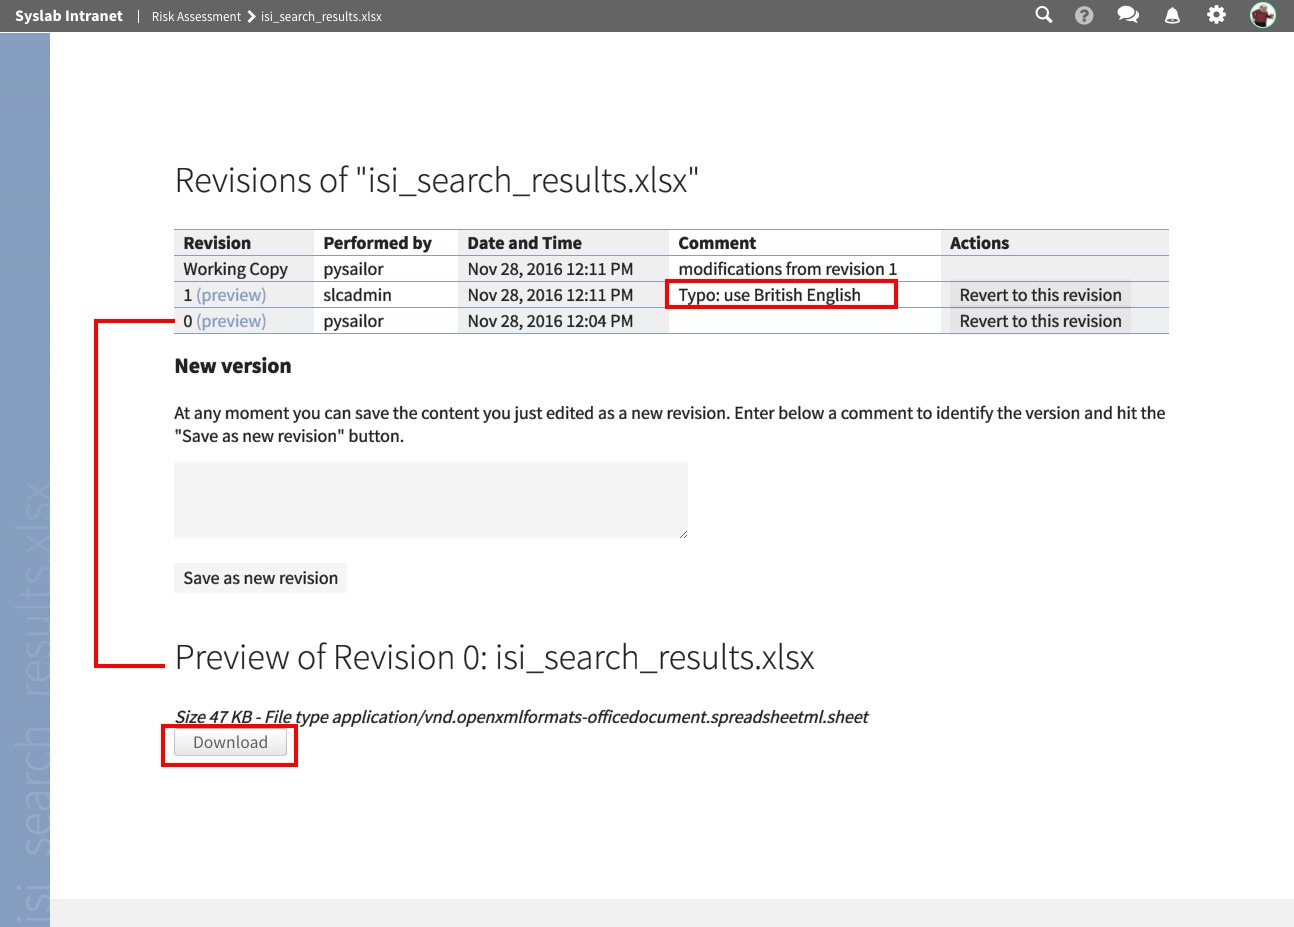 Syslab Intranet | Risk Assessment > isi_search_results.xlsx
Revisions of "isi_search_results.xlsx"
Revision Performed by Date and Time Comment Actions
Working Copy pysailor Nov 28, 2016 12:11 PM modifications from revision 1
1 (preview) slcadmin Nov 28, 2016 12:11 PM Typo: use British English Revert to this revision
0 (preview) pysailor Nov 28, 2016 12:04 PM Revert to this revision
New version
At any moment you can save the content you just edited as a new revision. Enter below a comment to identify the version and hit the
"Save as new revision" button.
Save as new revision
Preview of Revision 0: isi_search_results.xlsx
Size 47 KB - File type application/vnd.openxmlformats-officedocument.spreadsheetml.sheet
Download
isi_search_results.xlsx